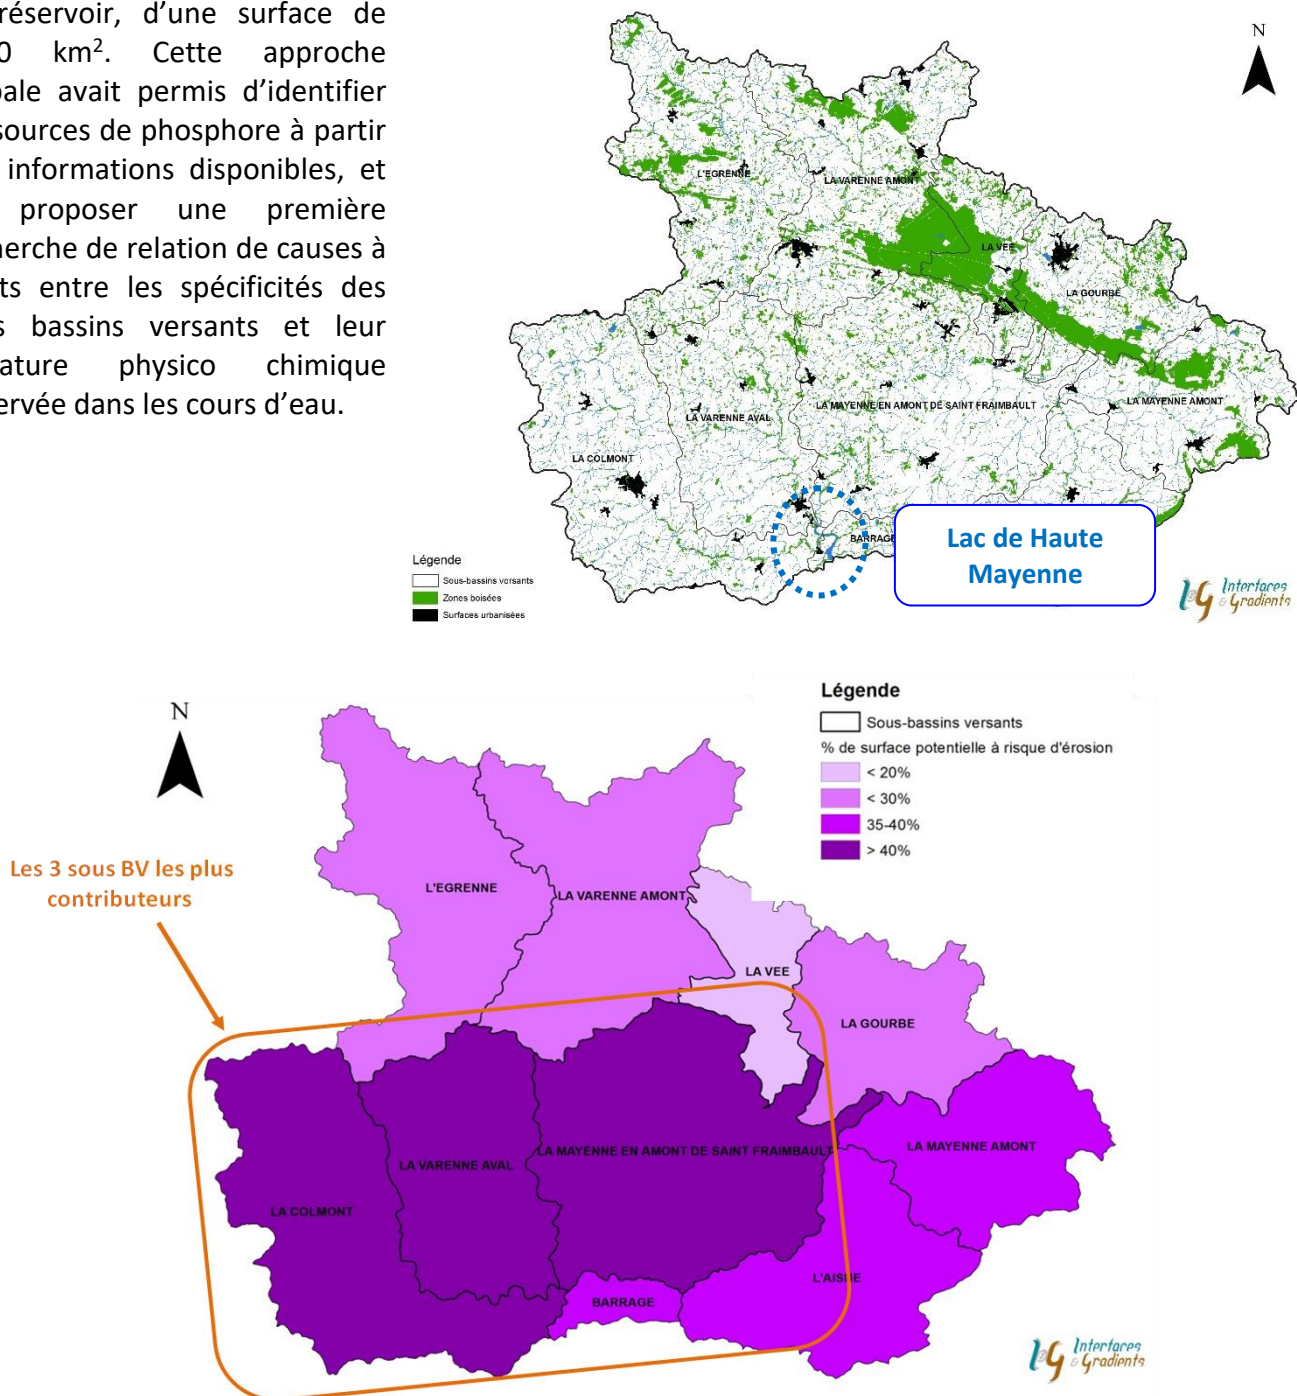 réservoir, d’une surface de
0 km². Cette approche
bale avait permis d’identifier
sources de phosphore à partir
informations disponibles, et
proposer une première
herche de relation de causes à
ts entre les spécificités des
s bassins versants et leur
ature physico chimique
ervée dans les cours d’eau.
N
L'EGRENNE
LA VARENNE AMONT
LA VEE
LA GOURBE
LA VARENNE AVAL
LA MAYENNE EN AMONT DE SAINT FRAIMBAULT
LA MAYENNE AMONT
LA COLMONT
BARRAGE
Lac de Haute
Mayenne
Légende
Sous-bassins versants
Zones boisées
Surfaces urbanisées
Interfaces
& Gradients
Légende
Sous-bassins versants
% de surface potentielle à risque d'érosion
< 20%
< 30%
35-40%
> 40%
N
Les 3 sous BV les plus
contributeurs
L'EGRENNE
LA VARENNE AMONT
LA VEE
LA GOURBE
LA MAYENNE AMONT
LA MAYENNE EN AMONT DE SAINT FRAIMBAULT
LA VARENNE AVAL
LA COLMONT
L'AISNE
BARRAGE
Interfaces
& Gradients